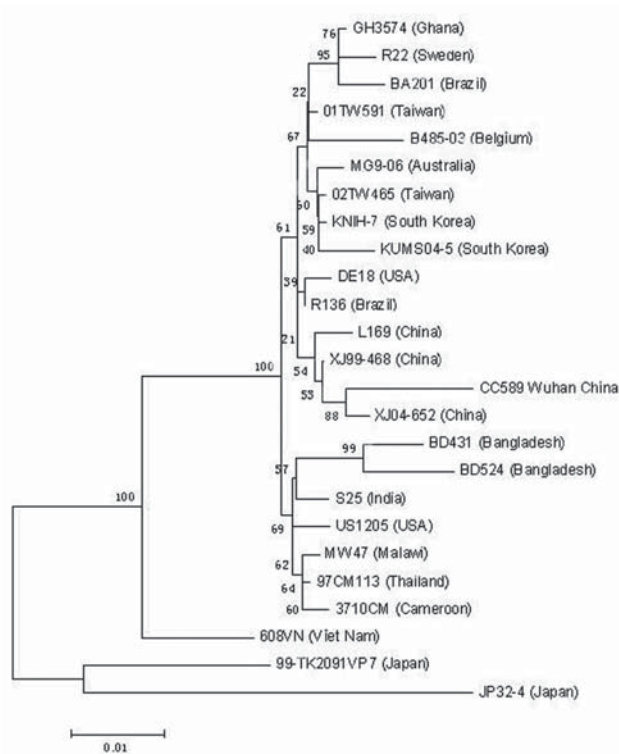 76 GH3574 (Ghana)
95 R22 (Sweden)
BA201 (Brazil)
22
01TW591 (Taiwan)
67 B485-03 (Belgium)
MG9-06 (Australia)
02TW465 (Taiwan)
60
KNIH-7 (South Korea)
61 59
40 KUMS04-5 (South Korea)
39 DE18 (USA)
R136 (Brazil)
L169 (China)
21
XJ99-468 (China)
100 54
CC589 Wuhan China
53
88 XJ04-652 (China)
99 BD431 (Bangladesh)
57 BD524 (Bangladesh)
100
S25 (India)
69 US1205 (USA)
MW47 (Malawi)
62
97CM113 (Thailand)
64
60 3710CM (Cameroon)
608VN (Viet Nam)
99-TK2091VP7 (Japan)
JP32-4 (Japan)
0.01